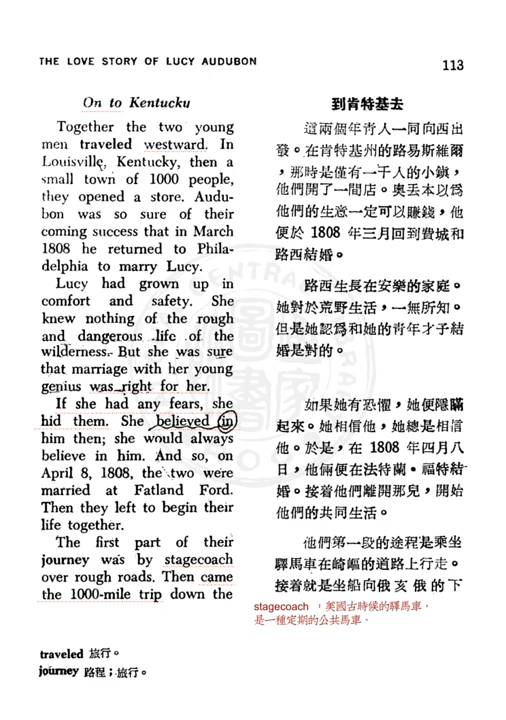 THE LOVE STORY OF LUCY AUDUBON
113
On to Kentucky
Together the two young
men traveled westward. In
Louisville, Kentucky, then a
small town of 1000 people,
they opened a store. Audu-
bon was so sure of their
coming success that in March
1808 he returned to Phila-
delphia to marry Lucy.
Lucy had grown up in
comfort and safety. She
knew nothing of the rough
and dangerous life of the
wilderness. But she was sure
that marriage with her young
genius was right for her.
If she had any fears, she
hid them. She believed in
him then; she would always
believe in him. And so, on
April 8, 1808, the two were
married at Fatland Ford.
Then they left to begin their
life together.
The first part of their
journey was by stagecoach
over rough roads. Then came
the 1000-mile trip down the
到肯特基去
這兩個年青人一同向西出
發。在肯特基州的路易斯維爾
，那時是僅有一千人的小鎮，
他們開了一間店。奧丟本以爲
他們的生意一定可以賺錢，他
便於 1808 年三月回到費城和
路西結婚。
路西生長在安樂的家庭。
她對於荒野生活，一無所知。
但是她認爲和她的青年才子結
婚是對的。
如果她有恐懼，她便隱瞞
起來。她相信他，她總是相信
他。於是，在 1808 年四月八
日，他倆便在法特蘭・福特結
婚。接着他們離開那兒，開始
他們的共同生活。
他們第一段的途程是乘坐
驛馬車在崎嶇的道路上行走。
接着就是坐船向俄亥俄的下
stagecoach ：美國古時候的驛馬車，
是一種定期的公共馬車。
traveled 旅行。
journey 路程；旅行。